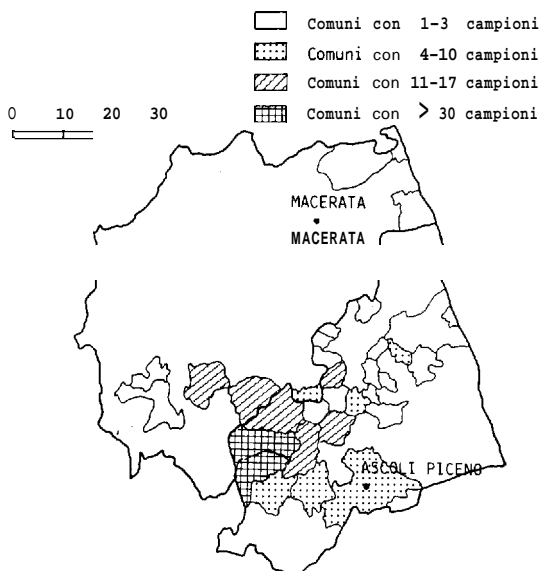 Comuni con 1-3 campioni
Comuni con 4-10 campioni
Comuni con 11-17 campioni
Comuni con > 30 campioni
0 10 20 30
MACERATA
MACERATA
ASCOLI PICENO